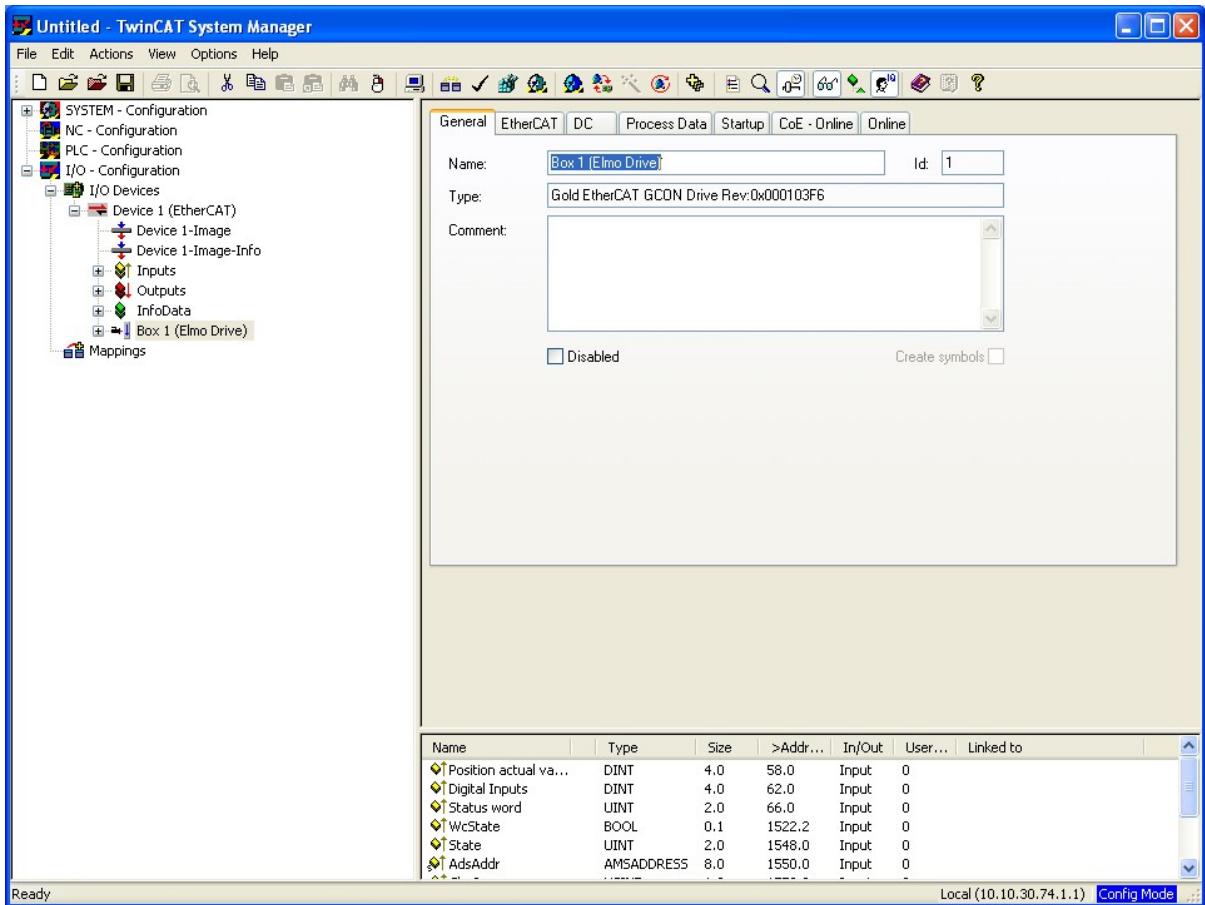 Untitled - TwinCAT System Manager
File Edit Actions View Options Help
SYSTEM - Configuration
NC - Configuration
PLC - Configuration
I/O - Configuration
I/O Devices
Device 1 (EtherCAT)
Device 1-Image
Device 1-Image-Info
Inputs
Outputs
InfoData
Box 1 (Elmo Drive)
Mappings
General EtherCAT DC Process Data Startup CoE - Online Online
Name: Box 1 (Elmo Drive) Id: 1
Type: Gold EtherCAT GCON Drive Rev:0x000103F6
Comment:
Disabled Create symbols
Name Type Size >Addr... In/Out User... Linked to
Position actual va... DINT 4.0 58.0 Input 0
Digital Inputs DINT 4.0 62.0 Input 0
Status word UINT 2.0 66.0 Input 0
WcState BOOL 0.1 1522.2 Input 0
State UINT 2.0 1548.0 Input 0
AdsAddr AMSADDRESS 8.0 1550.0 Input 0
Ready Local (10.10.30.74.1.1) Config Mode